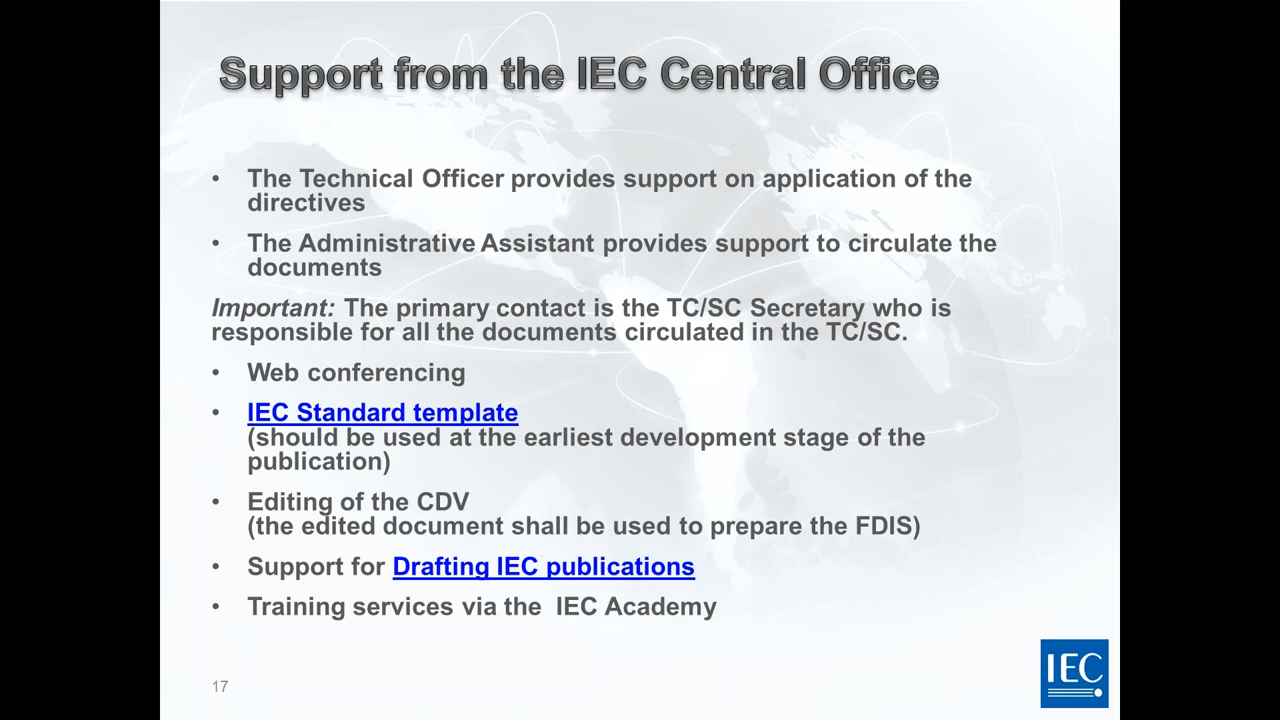 Support from the IEC Central Office
• The Technical Officer provides support on application of the
directives
• The Administrative Assistant provides support to circulate the
documents
Important: The primary contact is the TC/SC Secretary who is
responsible for all the documents circulated in the TC/SC.
• Web conferencing
• IEC Standard template
(should be used at the earliest development stage of the
publication)
• Editing of the CDV
(the edited document shall be used to prepare the FDIS)
• Support for Drafting IEC publications
• Training services via the  IEC Academy
17
IEC